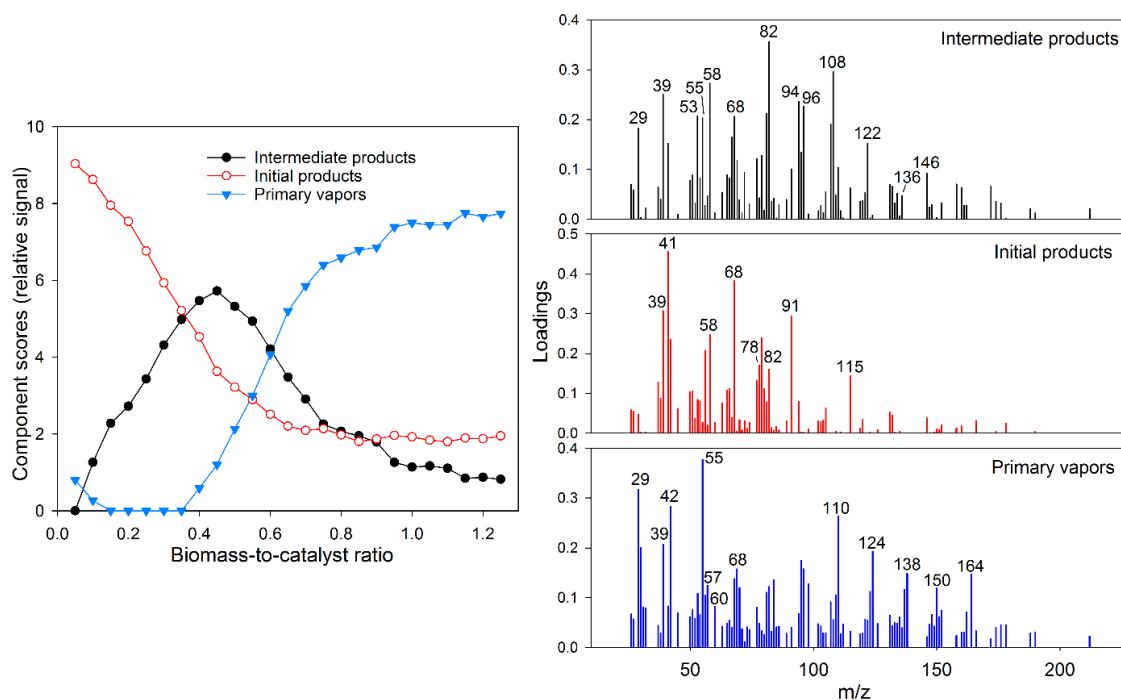 Component scores (relative signal)
10
8
6
4
2
0
Intermediate products
Initial products
Primary vapors
0.0 0.2 0.4 0.6 0.8 1.0 1.2
Biomass-to-catalyst ratio
Loadings
0.4
0.3
0.2
0.1
0.0
Intermediate products
29 39 53 55 58 68 82 94 96 108 122 136 146
0.5
0.4
0.3
0.2
0.1
0.0
Initial products
39 41 58 68 78 82 91 115
0.4
0.3
0.2
0.1
0.0
Primary vapors
29 39 42 55 57 60 68 110 124 138 150 164
50 100 150 200
m/z